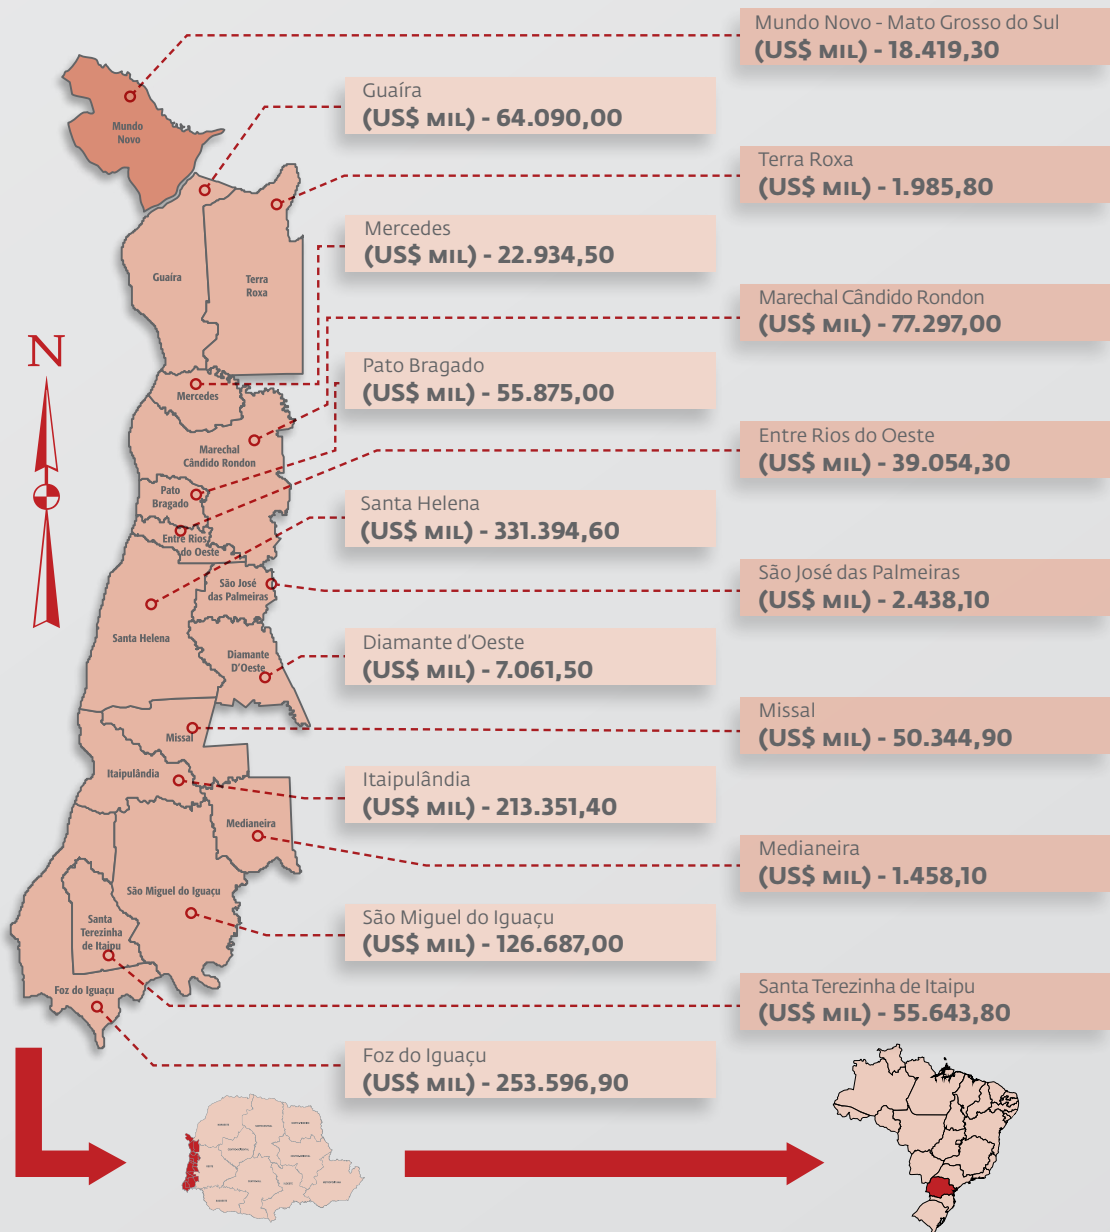 Mundo Novo - Mato Grosso do Sul
(US$ MIL) - 18.419,30
Guaíra
(US$ MIL) - 64.090,00
Terra Roxa
(US$ MIL) - 1.985,80
Mercedes
(US$ MIL) - 22.934,50
Marechal Cândido Rondon
(US$ MIL) - 77.297,00
Pato Bragado
(US$ MIL) - 55.875,00
Entre Rios do Oeste
(US$ MIL) - 39.054,30
Santa Helena
(US$ MIL) - 331.394,60
São José das Palmeiras
(US$ MIL) - 2.438,10
Diamante d'Oeste
(US$ MIL) - 7.061,50
Missal
(US$ MIL) - 50.344,90
Itaipulândia
(US$ MIL) - 213.351,40
Medianeira
(US$ MIL) - 1.458,10
São Miguel do Iguaçu
(US$ MIL) - 126.687,00
Santa Terezinha de Itaipu
(US$ MIL) - 55.643,80
Foz do Iguaçu
(US$ MIL) - 253.596,90
N
Mundo
Novo
Guaíra
Terra
Roxa
Mercedes
Marechal
Cândido Rondon
Pato
Bragado
Entre Rios
do Oeste
São José
das Palmeiras
Santa Helena
Diamante
D'Oeste
Missal
Itaipulândia
Medianeira
São Miguel do Iguaçu
Santa
Terezinha
de Itaipu
Foz do Iguaçu